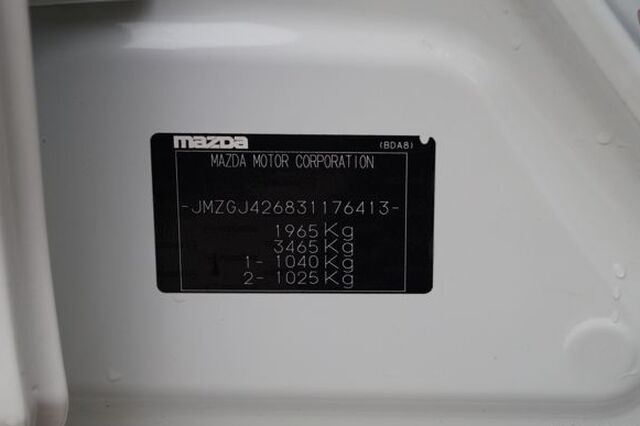 mazda
(BDA8)
MAZDA MOTOR CORPORATION
-JMZGJ426831176413-
1965 Kg
3465 Kg
1- 1040 Kg
2- 1025 Kg